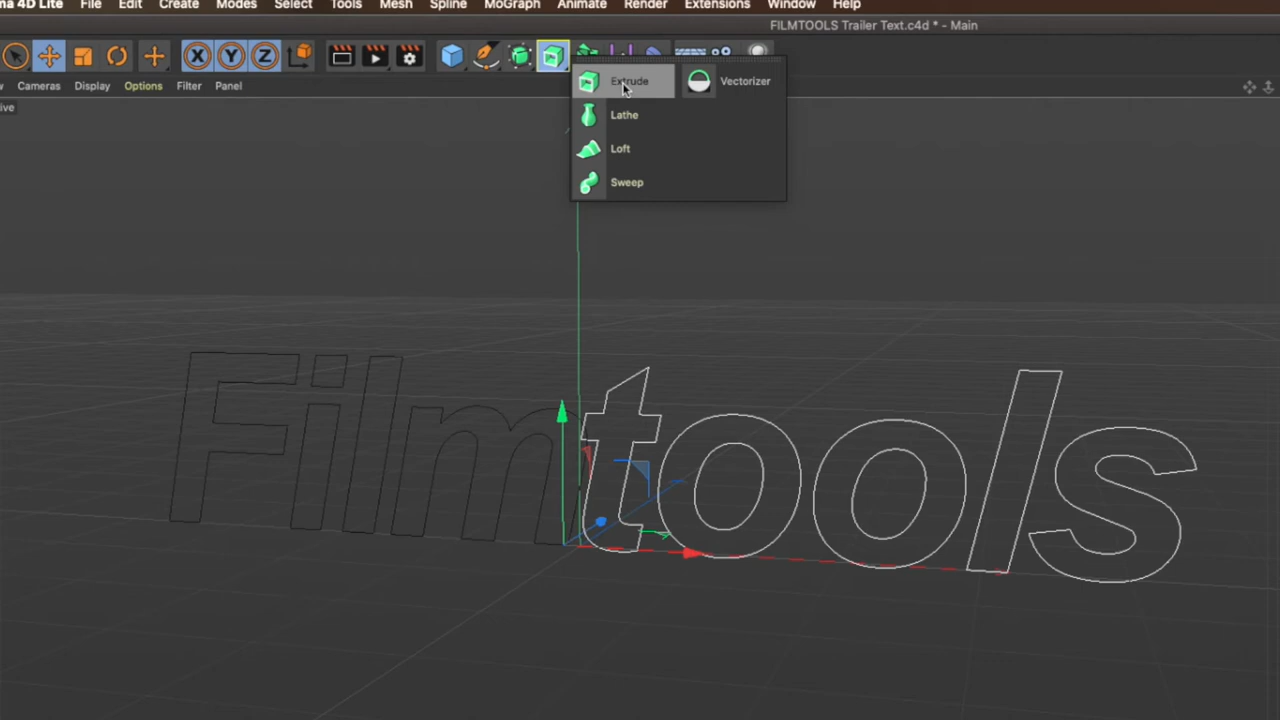 ma 4D Lite File Edit Create Modes Select Tools Mesh Spline MoGraph Animate Render Extensions Window Help
FILMTOOLS Trailer Text.c4d * - Main
X Y Z
w Cameras Display Options Filter Panel
ive
Extrude Vectorizer
Lathe
Loft
Sweep
Filmtools